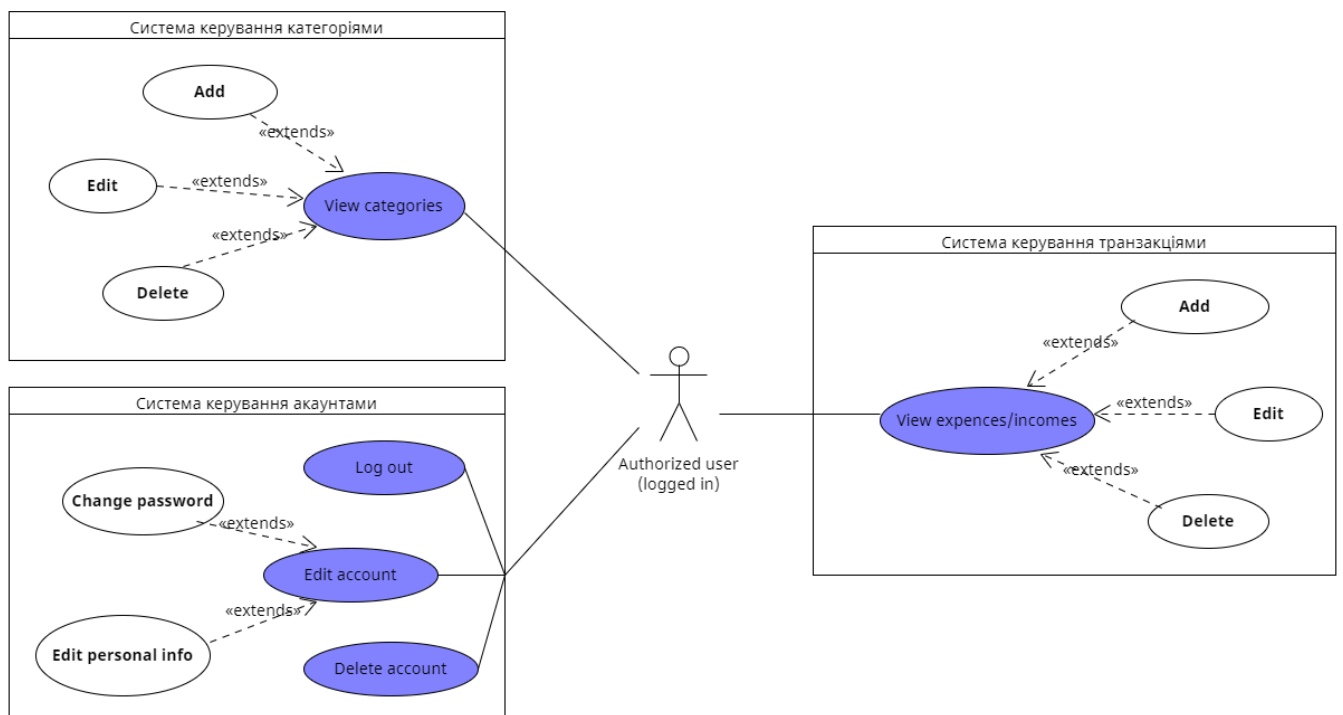 Система керування категоріями
Add
«extends»
Edit
«extends»
View categories
«extends»
Delete
Система керування акаунтами
Log out
Change password
«extends»
Edit account
«extends»
Edit personal info
Delete account
Authorized user
(logged in)
Система керування транзакціями
Add
«extends»
View expences/incomes
«extends»
Edit
«extends»
Delete